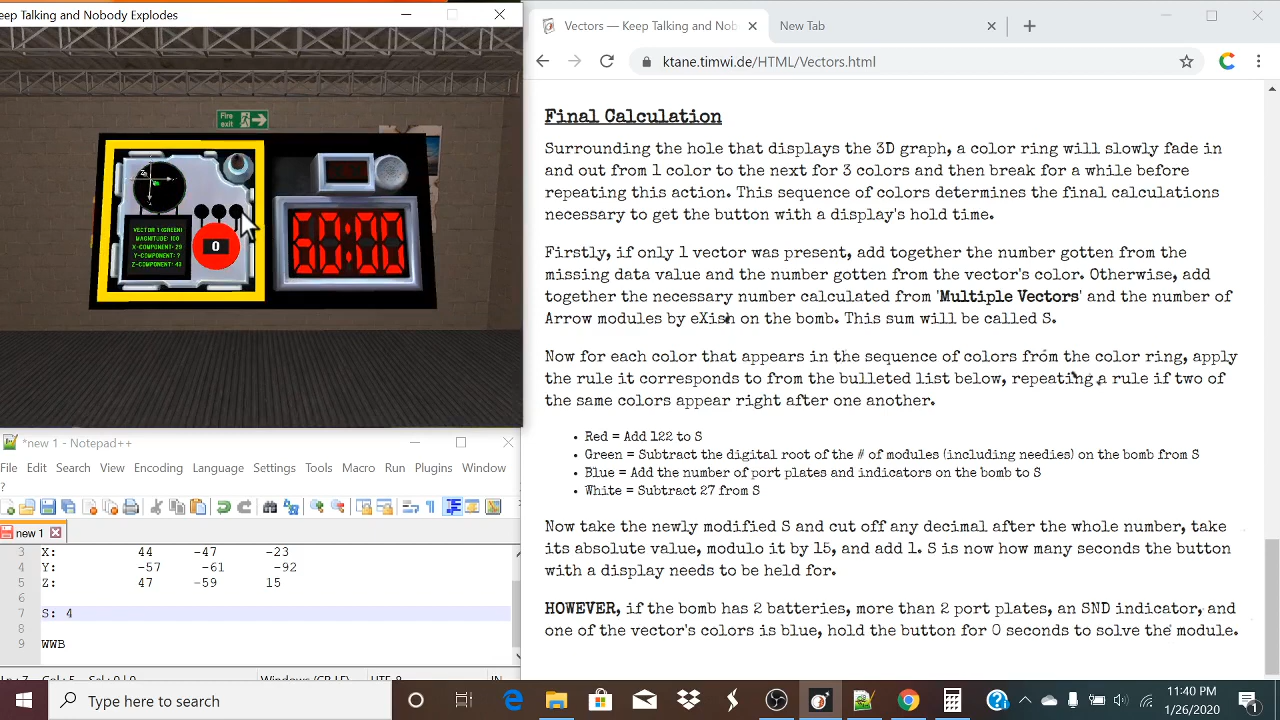 eep Talking and Nobody Explodes
Fire
exit
VECTOR 1 (GREEN)
MAGNITUDE: 100
X-COMPONENT: 29
Y-COMPONENT: ?
Z-COMPONENT: 43
0
00:00
Vectors — Keep Talking and Nob
New Tab
ktane.timwi.de/HTML/Vectors.html
Final Calculation
Surrounding the hole that displays the 3D graph, a color ring will slowly fade in
and out from 1 color to the next for 3 colors and then break for a while before
repeating this action. This sequence of colors determines the final calculations
necessary to get the button with a display's hold time.
Firstly, if only 1 vector was present, add together the number gotten from the
missing data value and the number gotten from the vector's color. Otherwise, add
together the necessary number calculated from 'Multiple Vectors' and the number of
Arrow modules by eXish on the bomb. This sum will be called S.
Now for each color that appears in the sequence of colors from the color ring, apply
the rule it corresponds to from the bulleted list below, repeating a rule if two of
the same colors appear right after one another.
• Red = Add 122 to S
• Green = Subtract the digital root of the # of modules (including needies) on the bomb from S
• Blue = Add the number of port plates and indicators on the bomb to S
• White = Subtract 27 from S
Now take the newly modified S and cut off any decimal after the whole number, take
its absolute value, modulo it by 15, and add 1. S is now how many seconds the button
with a display needs to be held for.
HOWEVER, if the bomb has 2 batteries, more than 2 port plates, an SND indicator, and
one of the vector's colors is blue, hold the button for 0 seconds to solve the module.
*new 1 - Notepad++
File Edit Search View Encoding Language Settings Tools Macro Run Plugins Window
?
new 1
3 X: 44 -47 -23
4 Y: -57 -61 -92
5 Z: 47 -59 15
6
7 S: 4
8
9 WWB
Type here to search
11:40 PM
1/26/2020